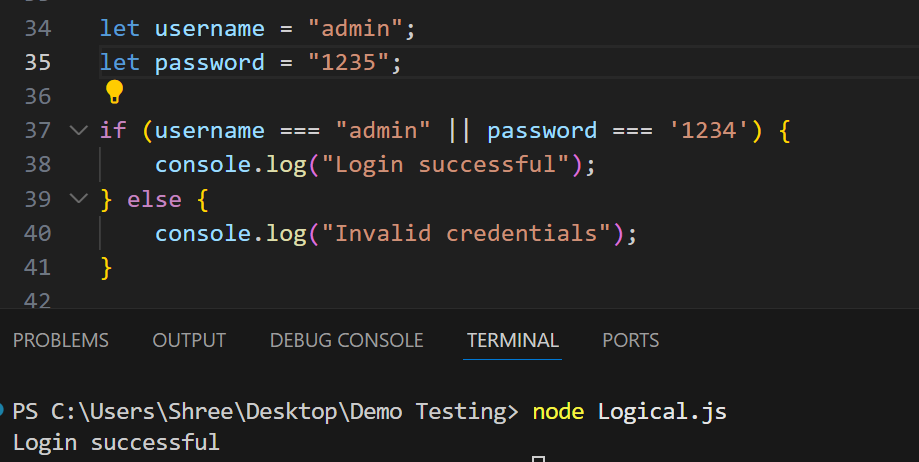 34 let username = "admin";
35 let password = "1235";
36
37 if (username === "admin" || password === '1234') {
38 console.log("Login successful");
39 } else {
40 console.log("Invalid credentials");
41 }
42
PROBLEMS OUTPUT DEBUG CONSOLE TERMINAL PORTS
PS C:\Users\Shree\Desktop\Demo Testing> node Logical.js
Login successful